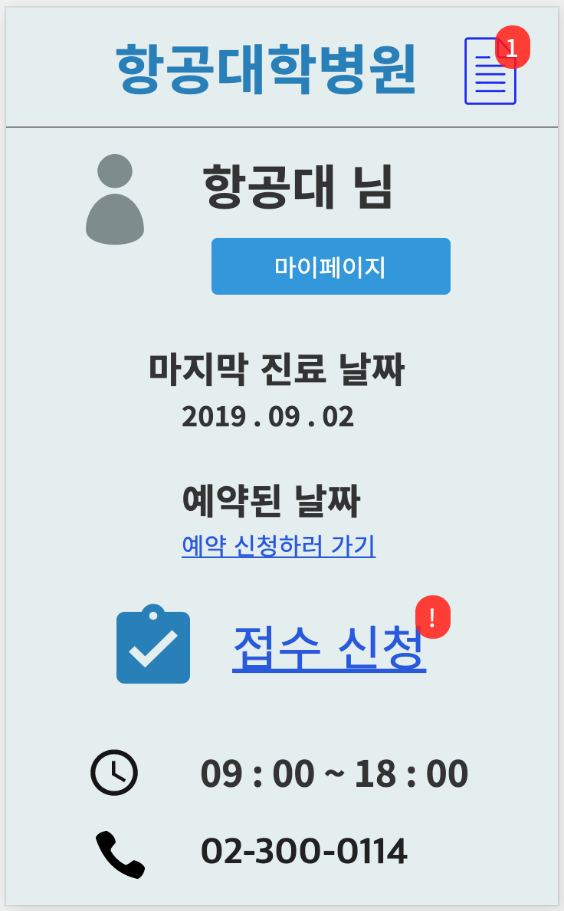 항공대학병원
1
항공대 님
마이페이지
마지막 진료 날짜
2019 . 09 . 02
예약된 날짜
예약 신청하러 가기
!
접수 신청
09 : 00 ~ 18 : 00
02-300-0114